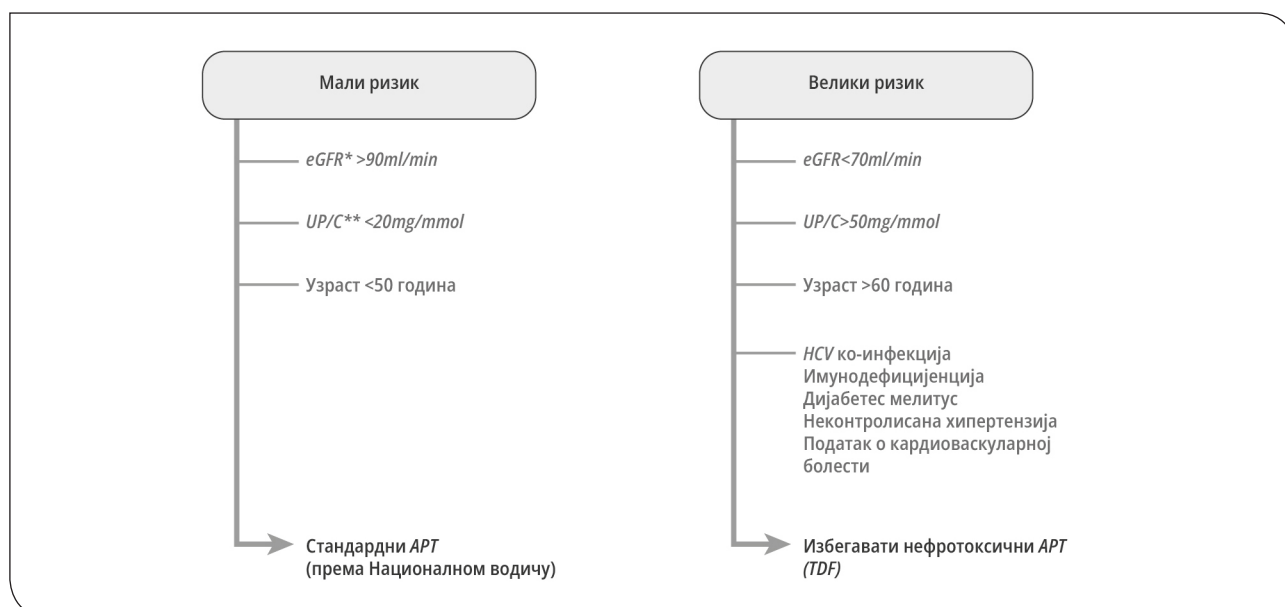 Мали ризик
eGFR* >90ml/min
UP/C** <20mg/mmol
Узраст <50 година
Стандардни АРТ
(према Националном водичу)
Велики ризик
eGFR<70ml/min
UP/C>50mg/mmol
Узраст >60 година
HCV ко-инфекција
Имунодефицијенција
Дијабетес мелитус
Неконтролисана хипертензија
Податак о кардиоваскуларној
болести
Избегавати нефротоксични АРТ
(TDF)